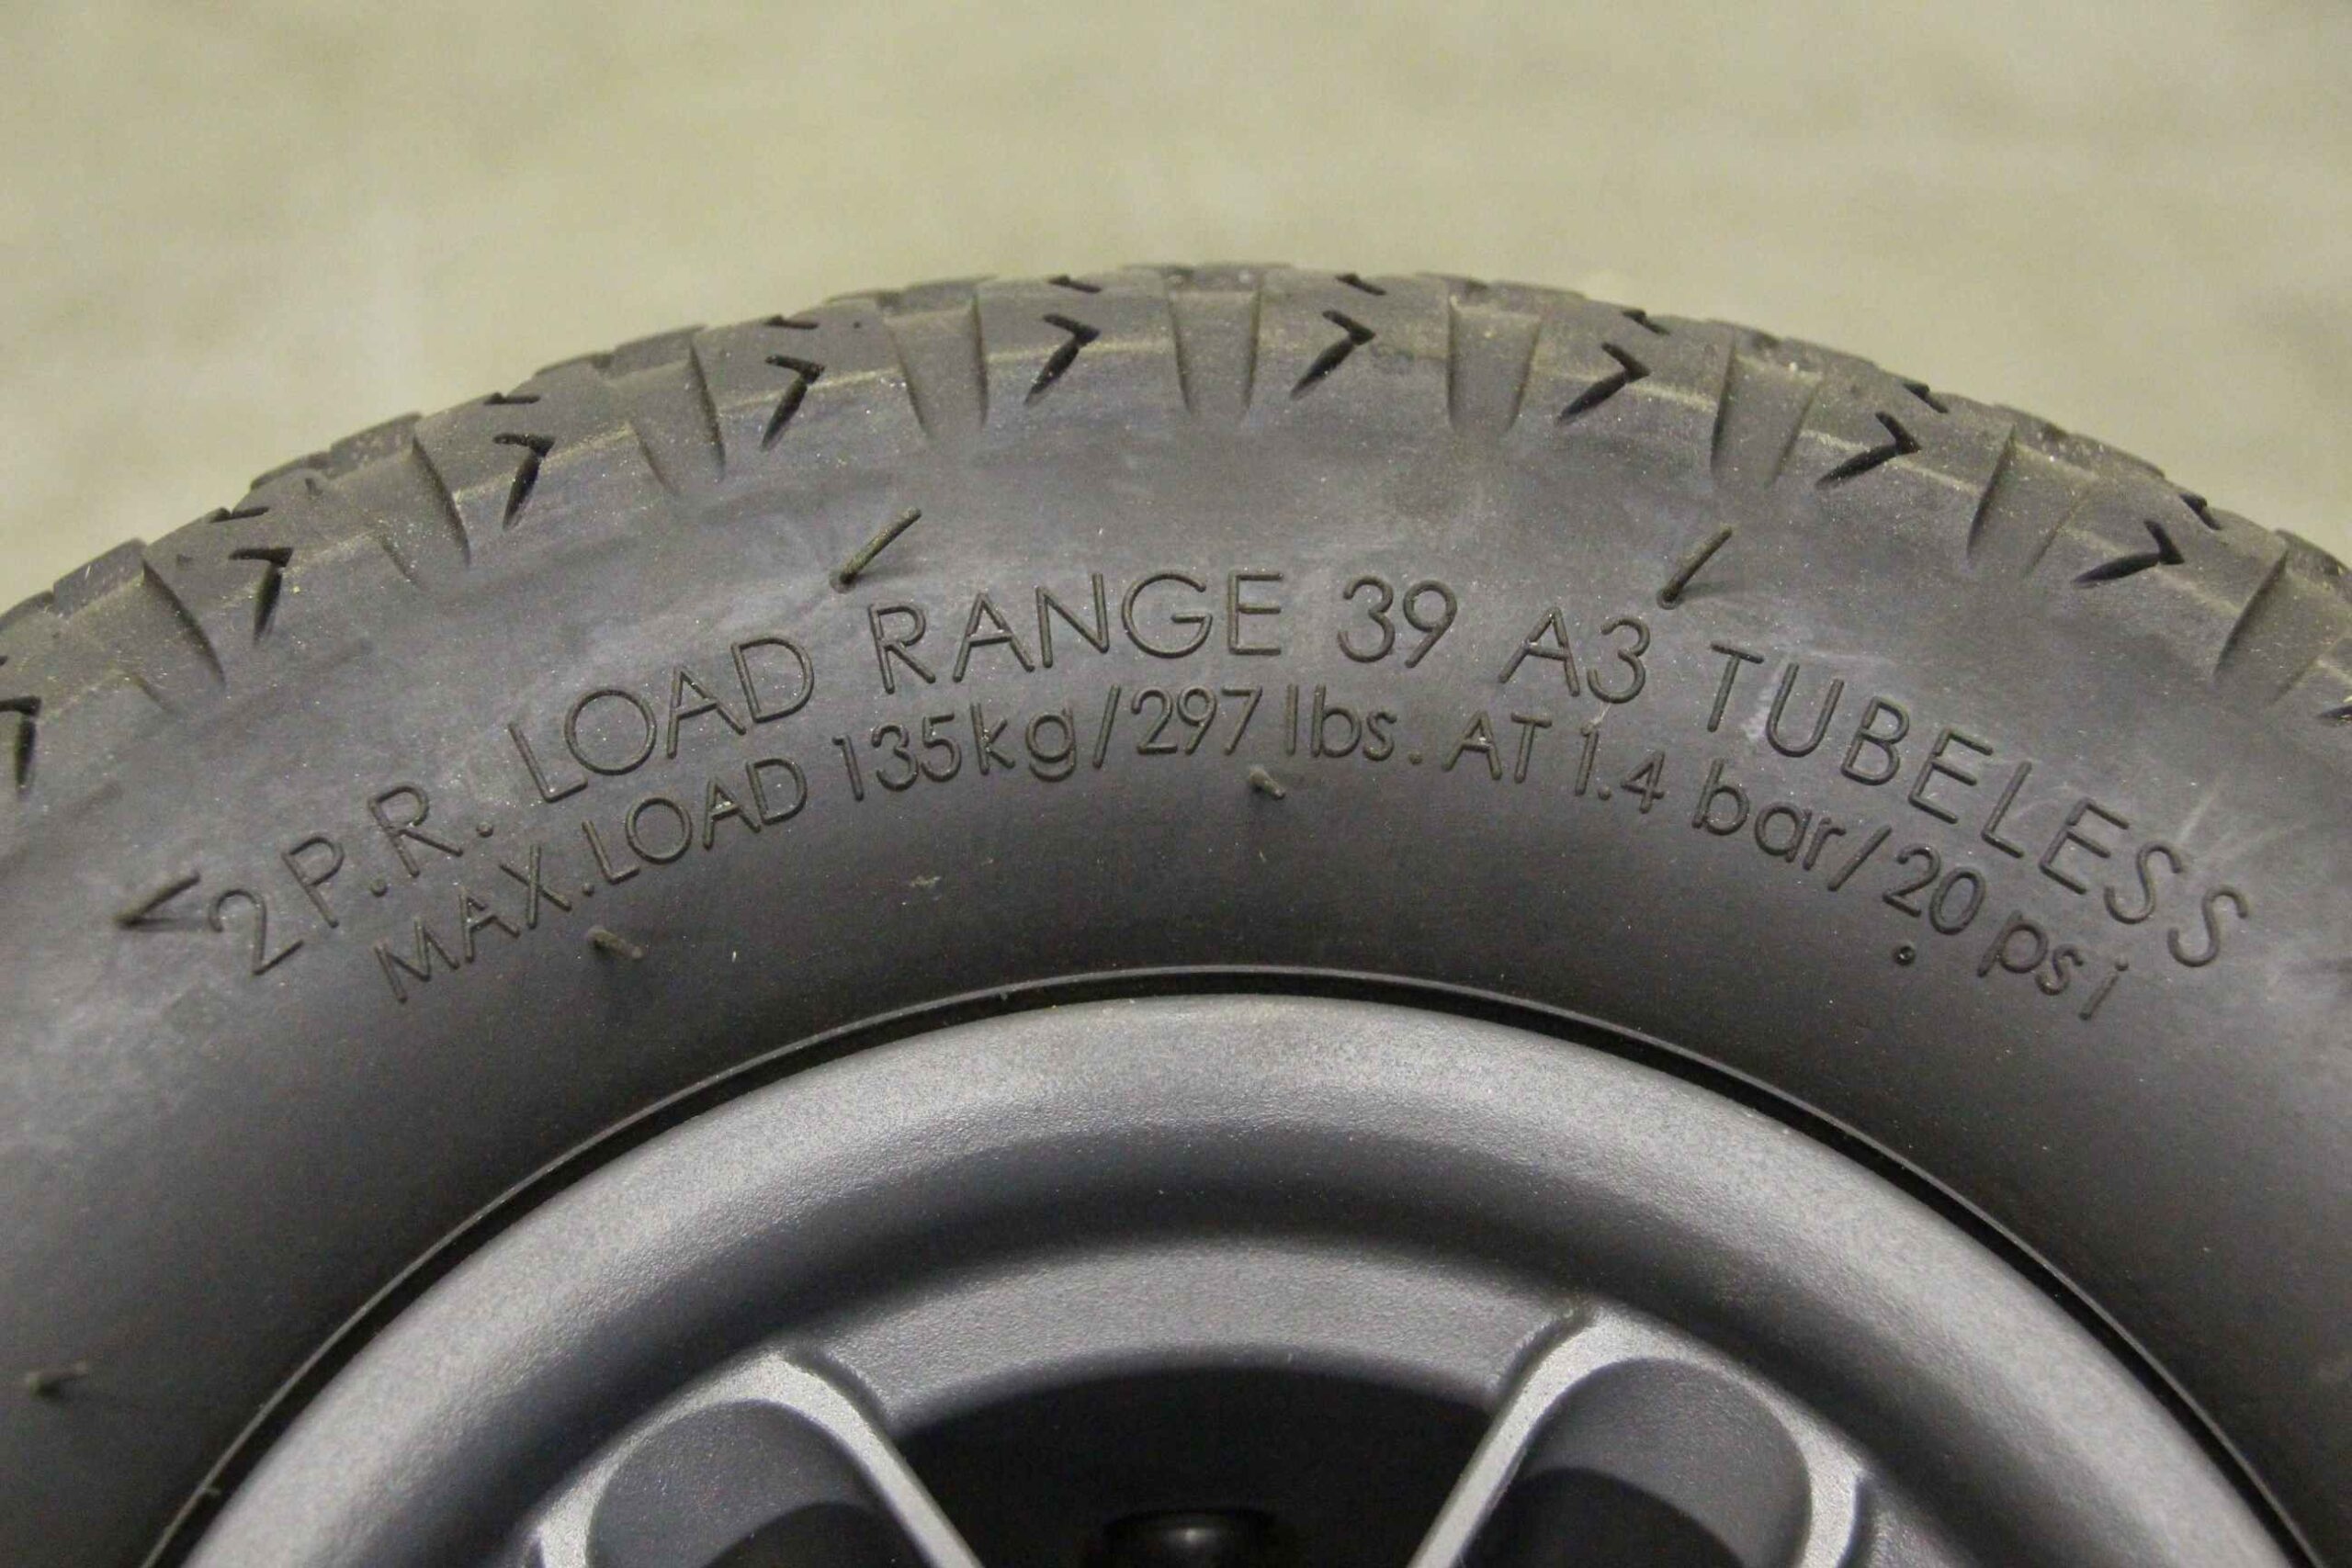 2 P.R. LOAD RANGE 39 A3 TUBELESS
MAX.LOAD 135kg/297 lbs. AT 1.4 bar/20 psi